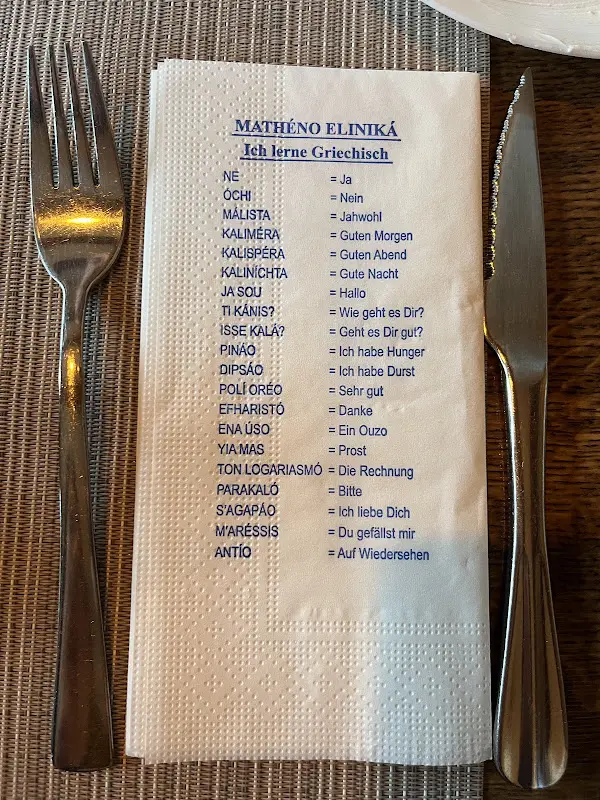 MATHÉNO ELINIKÁ
Ich lerne Griechisch
NE = Ja
ÓCHI = Nein
MÁLISTA = Jahwohl
KALIMÉRA = Guten Morgen
KALISPÉRA = Guten Abend
KALINÍCHTA = Gute Nacht
JA SOU = Hallo
TI KÁNIS? = Wie geht es Dir?
ISSE KALÁ? = Geht es Dir gut?
PINÁO = Ich habe Hunger
DIPSÁO = Ich habe Durst
POLÍ ORÉO = Sehr gut
EFHARISTÓ = Danke
ENA ÚSO = Ein Ouzo
YIA MAS = Prost
TON LOGARIASMÓ = Die Rechnung
PARAKALÓ = Bitte
S'AGAPÁO = Ich liebe Dich
M'ARÉSSIS = Du gefällst mir
ANTÍO = Auf Wiedersehen